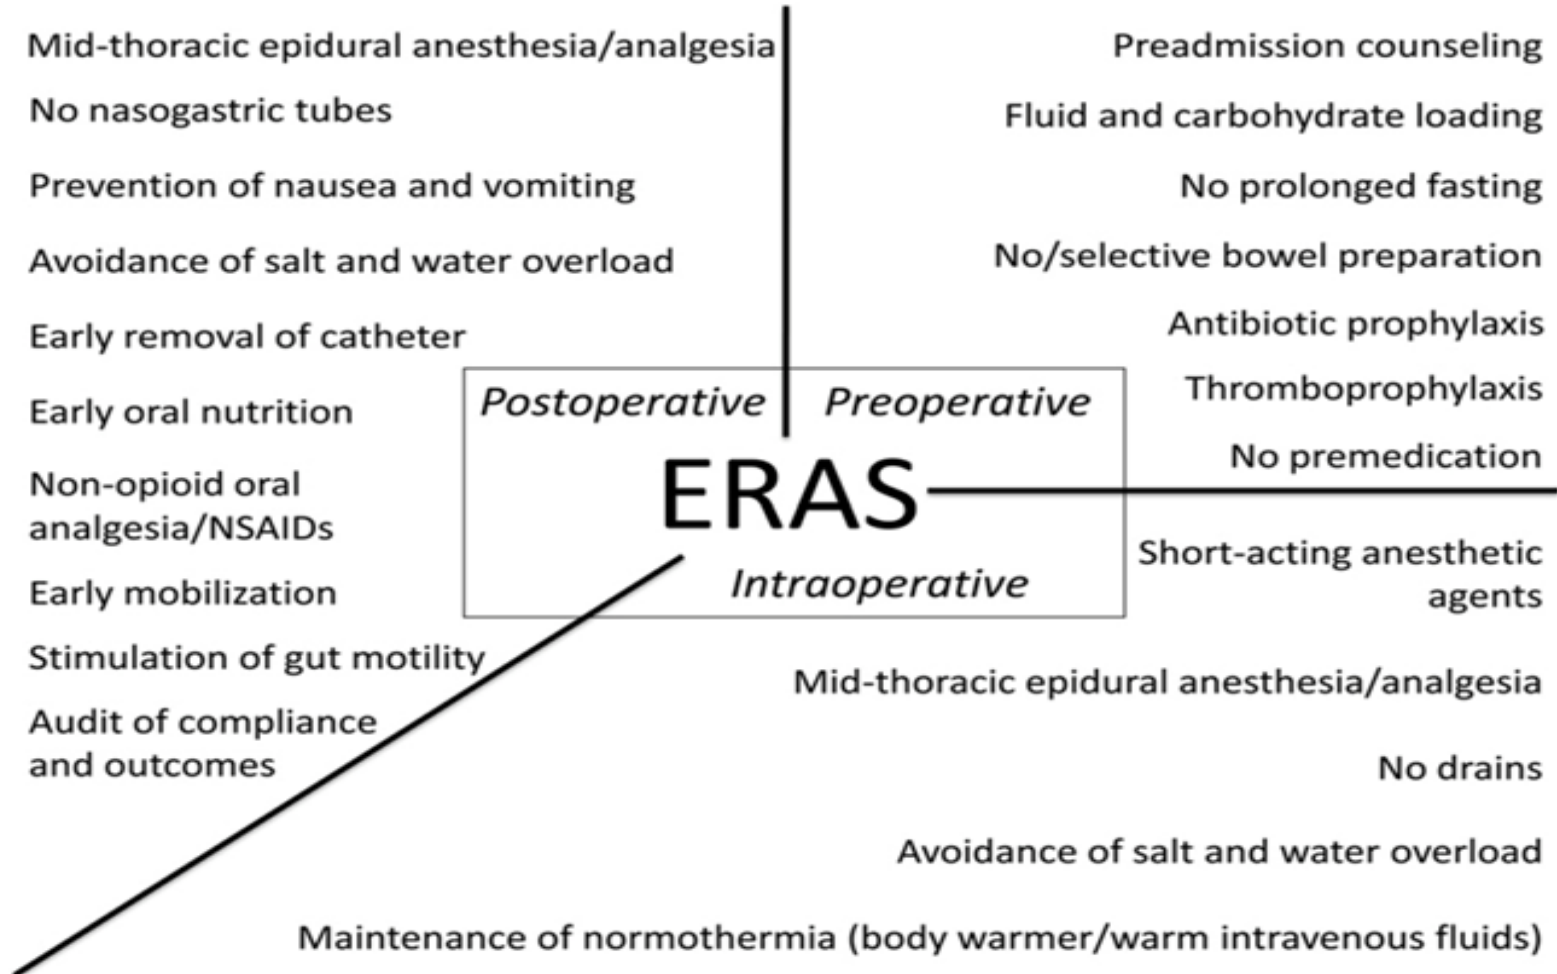 Mid-thoracic epidural anesthesia/analgesia
No nasogastric tubes
Prevention of nausea and vomiting
Avoidance of salt and water overload
Early removal of catheter
Early oral nutrition
Non-opioid oral
analgesia/NSAIDs
Early mobilization
Stimulation of gut motility
Audit of compliance
and outcomes
Preadmission counseling
Fluid and carbohydrate loading
No prolonged fasting
No/selective bowel preparation
Antibiotic prophylaxis
Thromboprophylaxis
No premedication
Postoperative
Preoperative
ERAS
Intraoperative
Short-acting anesthetic
agents
Mid-thoracic epidural anesthesia/analgesia
No drains
Avoidance of salt and water overload
Maintenance of normothermia (body warmer/warm intravenous fluids)